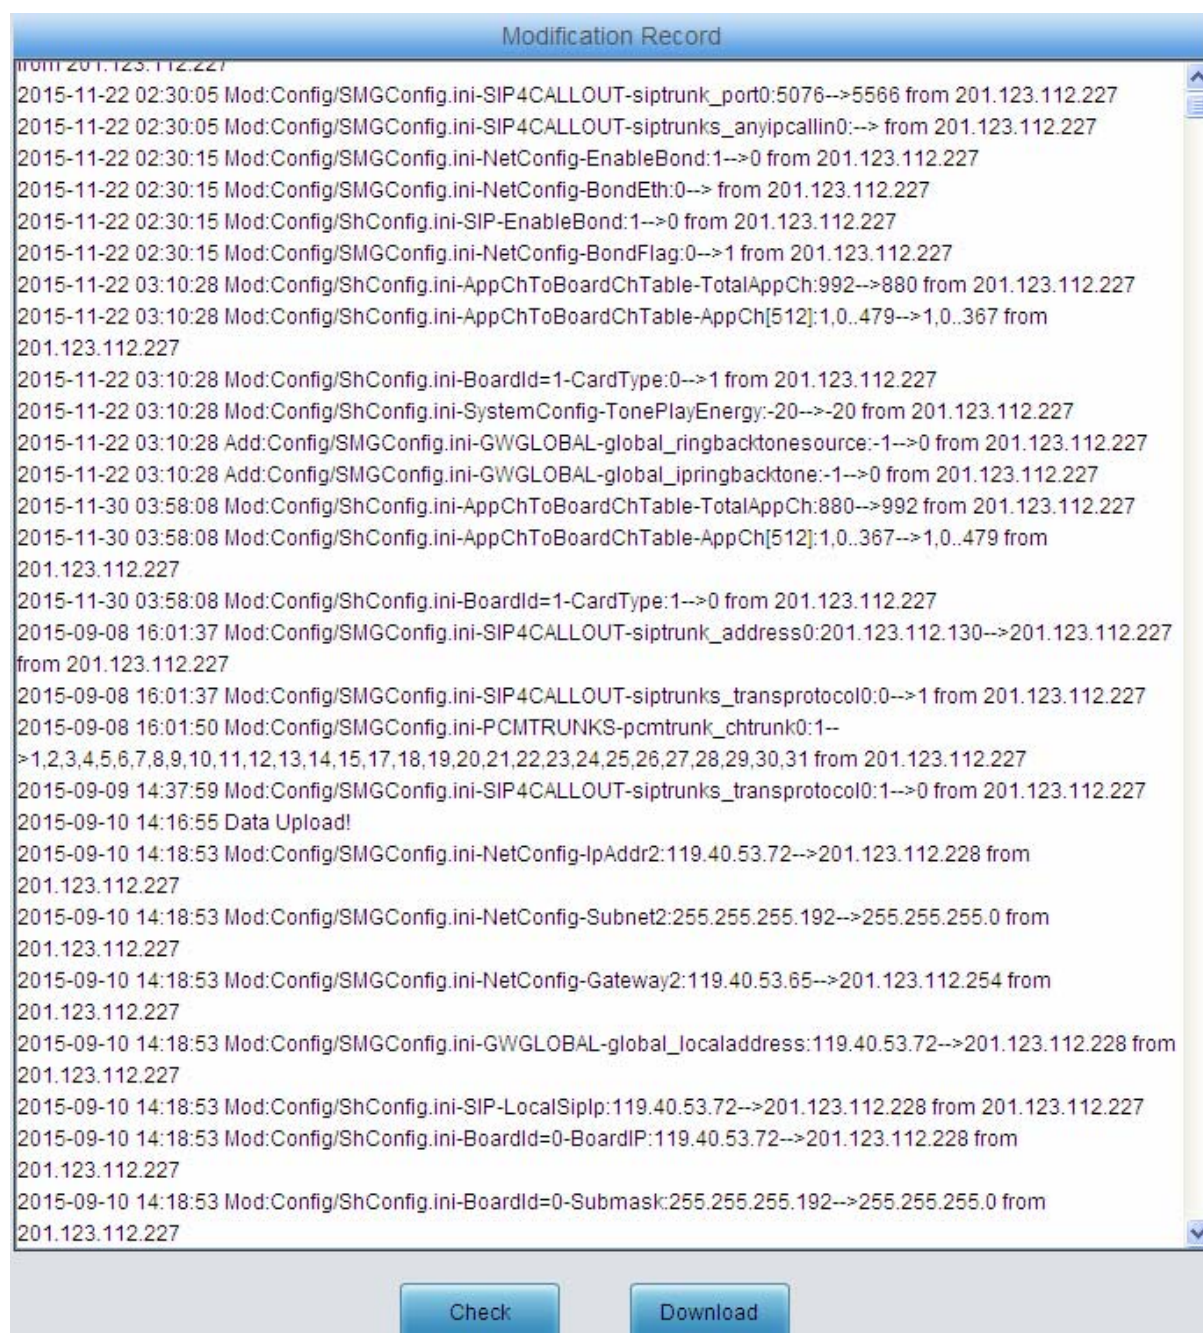 Modification Record
from 201.123.112.227
2015-11-22 02:30:05 Mod:Config/SMGConfig.ini-SIP4CALLOUT-siptrunk_port0:5076-->5566 from 201.123.112.227
2015-11-22 02:30:05 Mod:Config/SMGConfig.ini-SIP4CALLOUT-siptrunks_anyipcallin0:--> from 201.123.112.227
2015-11-22 02:30:15 Mod:Config/SMGConfig.ini-NetConfig-EnableBond:1-->0 from 201.123.112.227
2015-11-22 02:30:15 Mod:Config/SMGConfig.ini-NetConfig-BondEth:0--> from 201.123.112.227
2015-11-22 02:30:15 Mod:Config/ShConfig.ini-SIP-EnableBond:1-->0 from 201.123.112.227
2015-11-22 02:30:15 Mod:Config/SMGConfig.ini-NetConfig-BondFlag:0-->1 from 201.123.112.227
2015-11-22 03:10:28 Mod:Config/ShConfig.ini-AppChToBoardChTable-TotalAppCh:992-->880 from 201.123.112.227
2015-11-22 03:10:28 Mod:Config/ShConfig.ini-AppChToBoardChTable-AppCh[512]:1,0..479-->1,0..367 from
201.123.112.227
2015-11-22 03:10:28 Mod:Config/ShConfig.ini-BoardId=1-CardType:0-->1 from 201.123.112.227
2015-11-22 03:10:28 Mod:Config/ShConfig.ini-SystemConfig-TonePlayEnergy:-20-->-20 from 201.123.112.227
2015-11-22 03:10:28 Add:Config/SMGConfig.ini-GWGLOBAL-global_ringbacktonesource:-1-->0 from 201.123.112.227
2015-11-22 03:10:28 Add:Config/SMGConfig.ini-GWGLOBAL-global_ipringbacktone:-1-->0 from 201.123.112.227
2015-11-30 03:58:08 Mod:Config/ShConfig.ini-AppChToBoardChTable-TotalAppCh:880-->992 from 201.123.112.227
2015-11-30 03:58:08 Mod:Config/ShConfig.ini-AppChToBoardChTable-AppCh[512]:1,0..367-->1,0..479 from
201.123.112.227
2015-11-30 03:58:08 Mod:Config/ShConfig.ini-BoardId=1-CardType:1-->0 from 201.123.112.227
2015-09-08 16:01:37 Mod:Config/SMGConfig.ini-SIP4CALLOUT-siptrunk_address0:201.123.112.130-->201.123.112.227
from 201.123.112.227
2015-09-08 16:01:37 Mod:Config/SMGConfig.ini-SIP4CALLOUT-siptrunks_transprotocol0:0-->1 from 201.123.112.227
2015-09-08 16:01:50 Mod:Config/SMGConfig.ini-PCMTRUNKS-pcmtrunk_chtrunk0:1--
>1,2,3,4,5,6,7,8,9,10,11,12,13,14,15,17,18,19,20,21,22,23,24,25,26,27,28,29,30,31 from 201.123.112.227
2015-09-09 14:37:59 Mod:Config/SMGConfig.ini-SIP4CALLOUT-siptrunks_transprotocol0:1-->0 from 201.123.112.227
2015-09-10 14:16:55 Data Upload!
2015-09-10 14:18:53 Mod:Config/SMGConfig.ini-NetConfig-IpAddr2:119.40.53.72-->201.123.112.228 from
201.123.112.227
2015-09-10 14:18:53 Mod:Config/SMGConfig.ini-NetConfig-Subnet2:255.255.255.192-->255.255.255.0 from
201.123.112.227
2015-09-10 14:18:53 Mod:Config/SMGConfig.ini-NetConfig-Gateway2:119.40.53.65-->201.123.112.254 from
201.123.112.227
2015-09-10 14:18:53 Mod:Config/SMGConfig.ini-GWGLOBAL-global_localaddress:119.40.53.72-->201.123.112.228 from
201.123.112.227
2015-09-10 14:18:53 Mod:Config/ShConfig.ini-SIP-LocalSipIp:119.40.53.72-->201.123.112.228 from 201.123.112.227
2015-09-10 14:18:53 Mod:Config/ShConfig.ini-BoardId=0-BoardIP:119.40.53.72-->201.123.112.228 from
201.123.112.227
2015-09-10 14:18:53 Mod:Config/ShConfig.ini-BoardId=0-Submask:255.255.255.192-->255.255.255.0 from
201.123.112.227
Check
Download